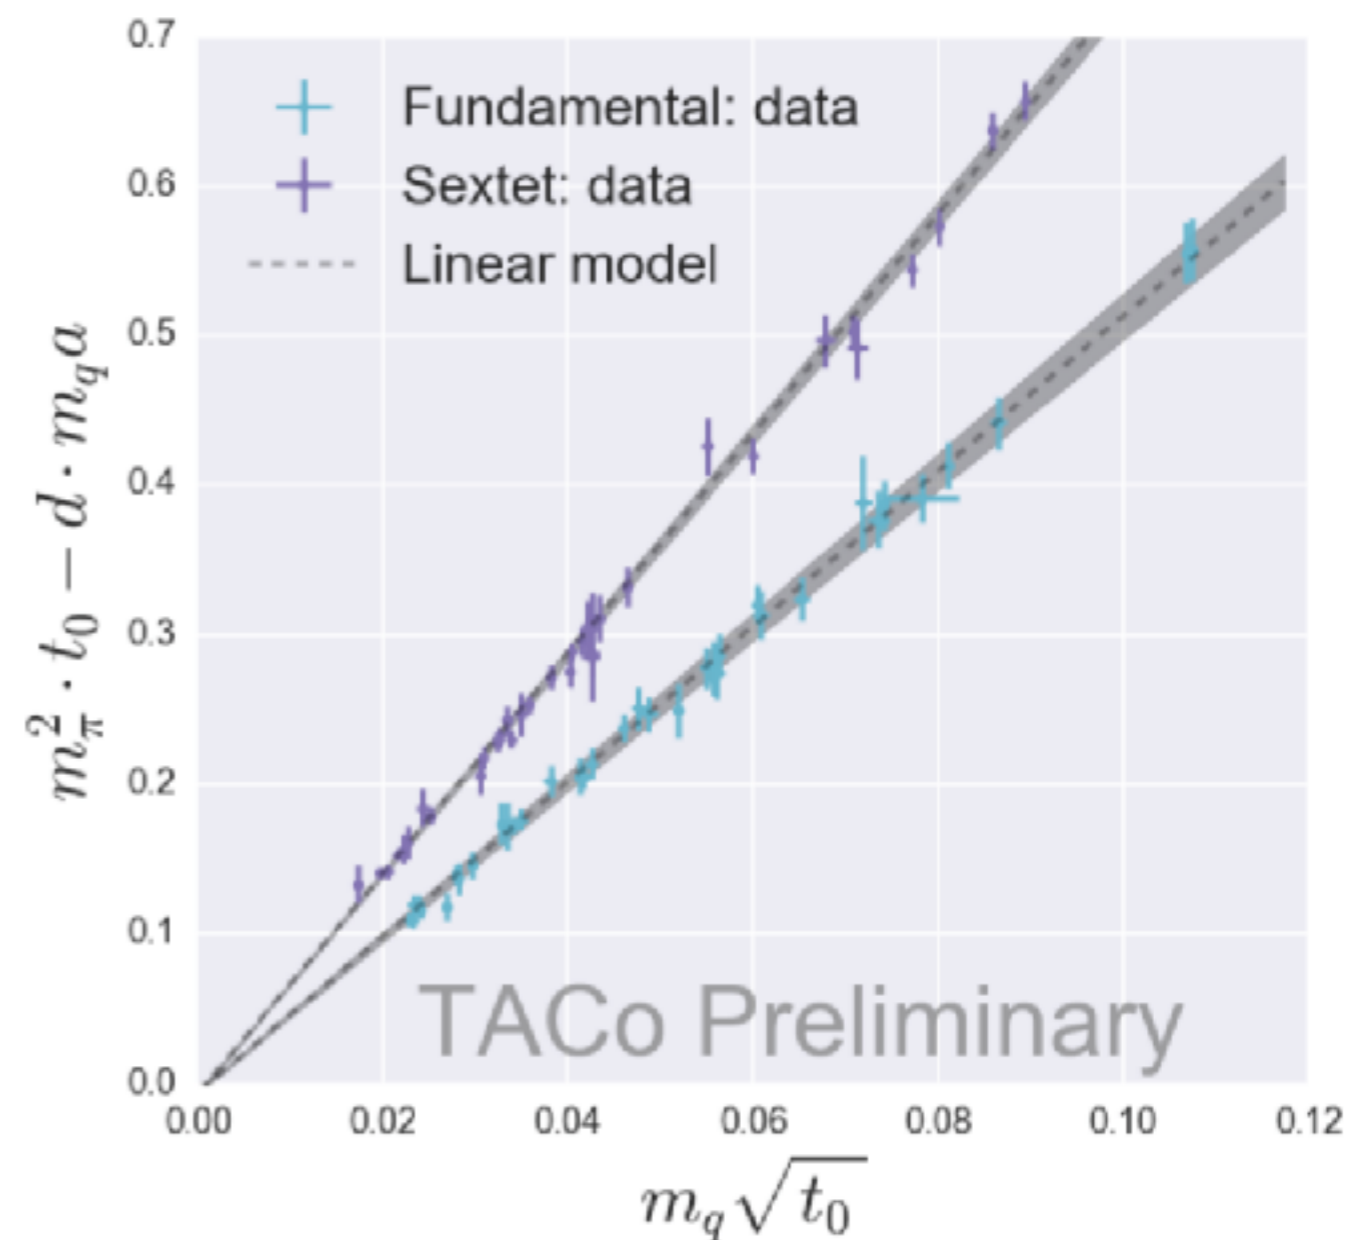 0.7
0.6
0.5
0.4
0.3
0.2
0.1
0.0
Fundamental: data
Sextet: data
Linear model
m_π^2 · t_0 − d · m_q a
TACo Preliminary
0.00 0.02 0.04 0.06 0.08 0.10 0.12
m_q √t_0